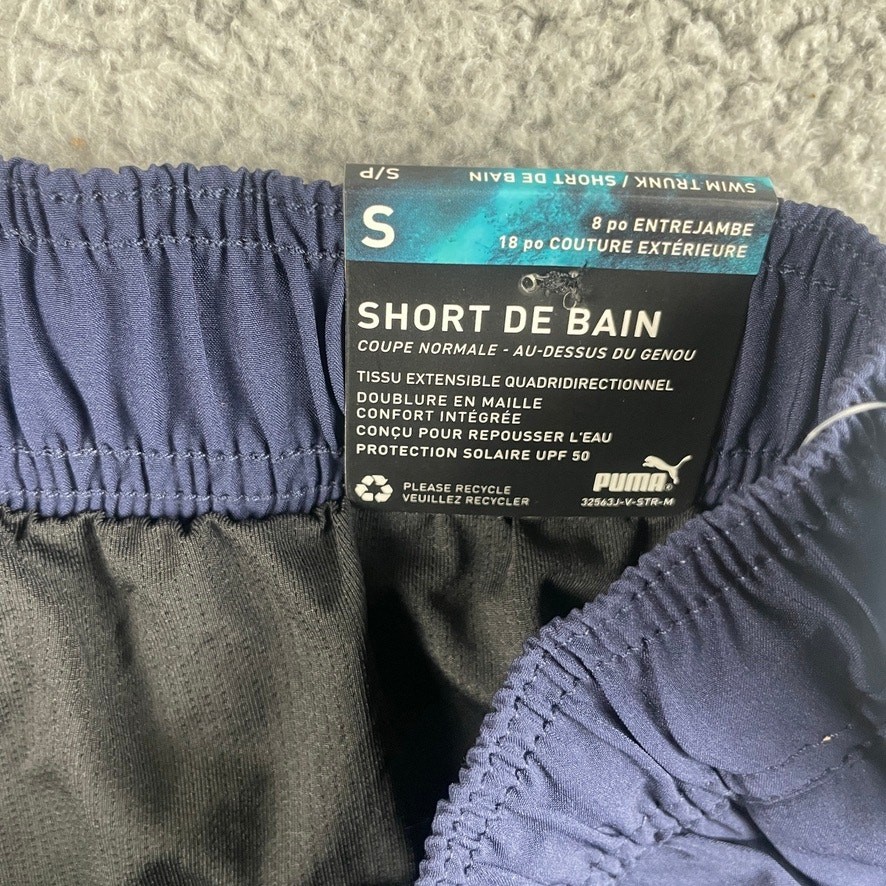 SWIM TRUNK / SHORT DE BAIN S/P
S
8 po ENTREJAMBE
18 po COUTURE EXTÉRIEURE
SHORT DE BAIN
COUPE NORMALE - AU-DESSUS DU GENOU
TISSU EXTENSIBLE QUADRIDIRECTIONNEL
DOUBLURE EN MAILLE
CONFORT INTÉGRÉE
CONÇU POUR REPOUSSER L'EAU
PROTECTION SOLAIRE UPF 50
PLEASE RECYCLE
VEUILLEZ RECYCLER
PUMA®
32563J-V-STR-M